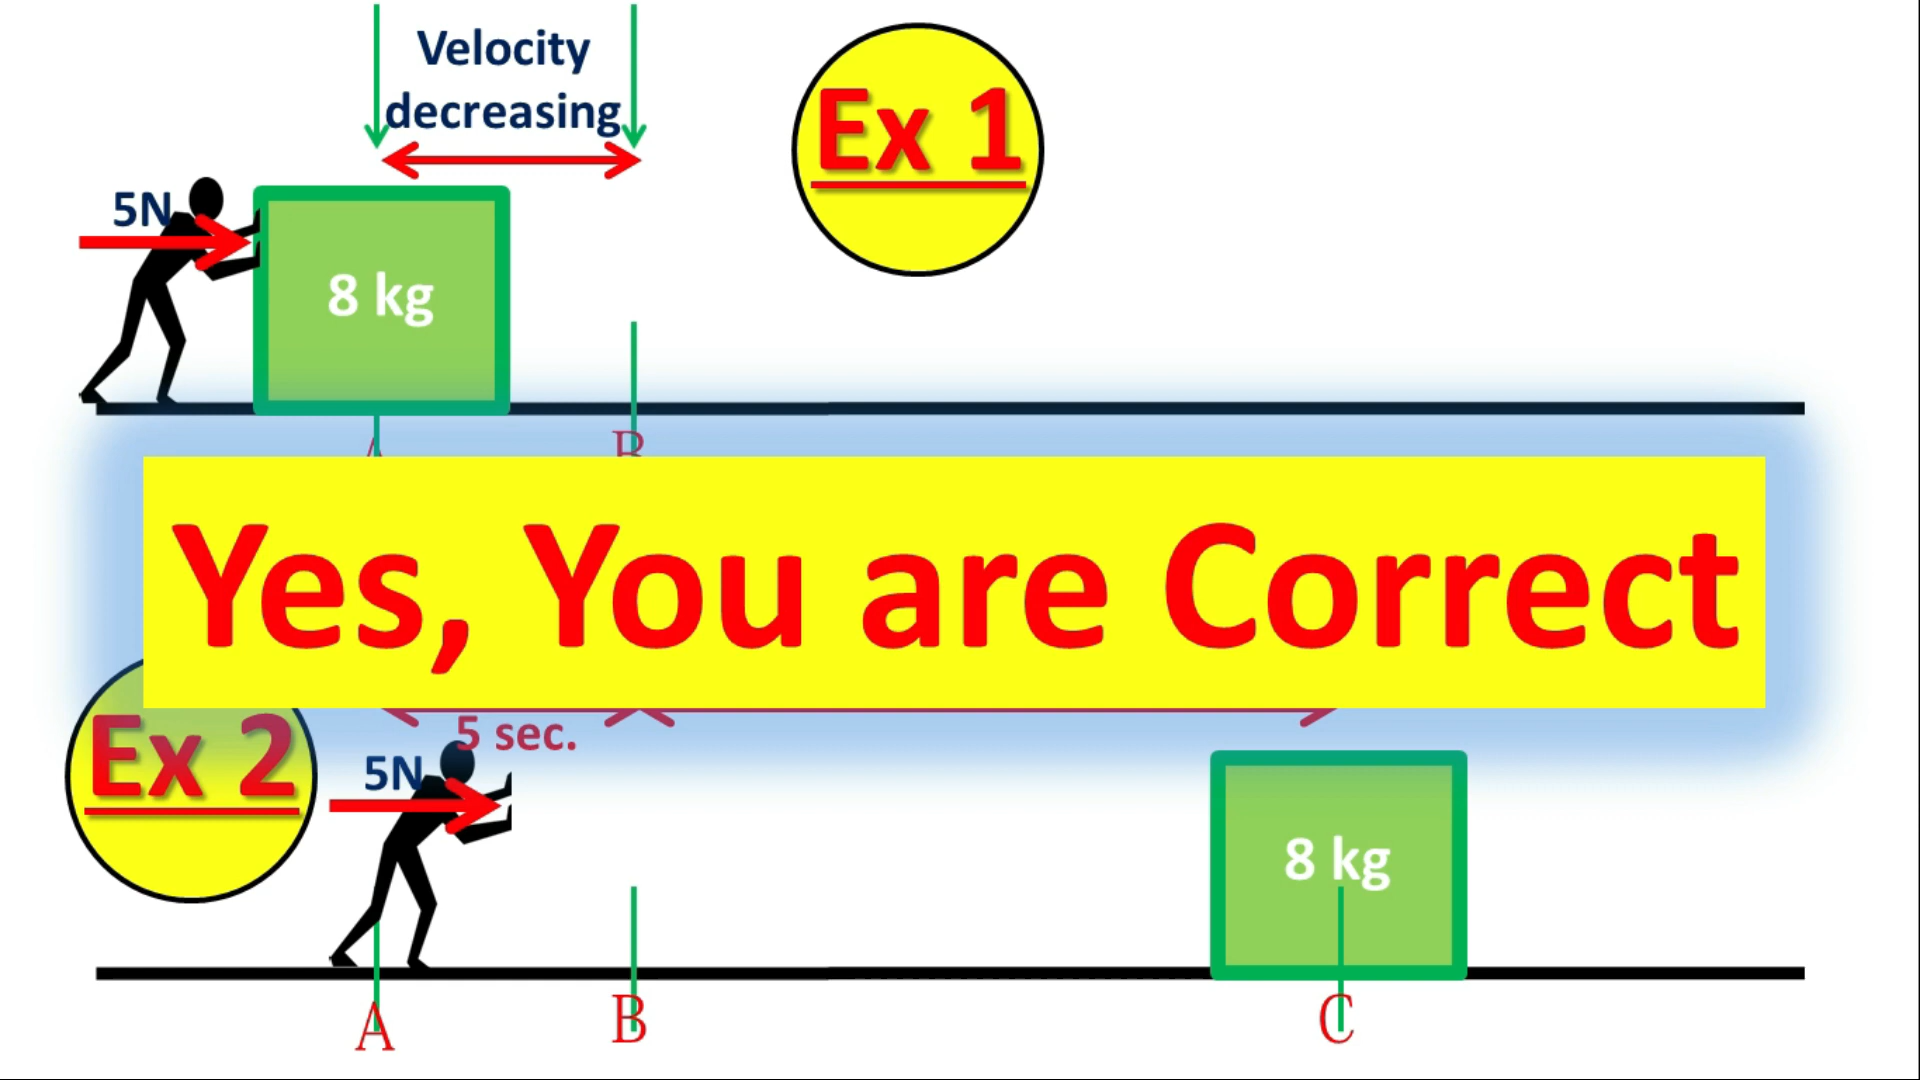 Velocity
decreasing
Ex 1
5N
8 kg
A
B
Yes, You are Correct
Ex 2
5 sec.
5N
8 kg
A
B
C